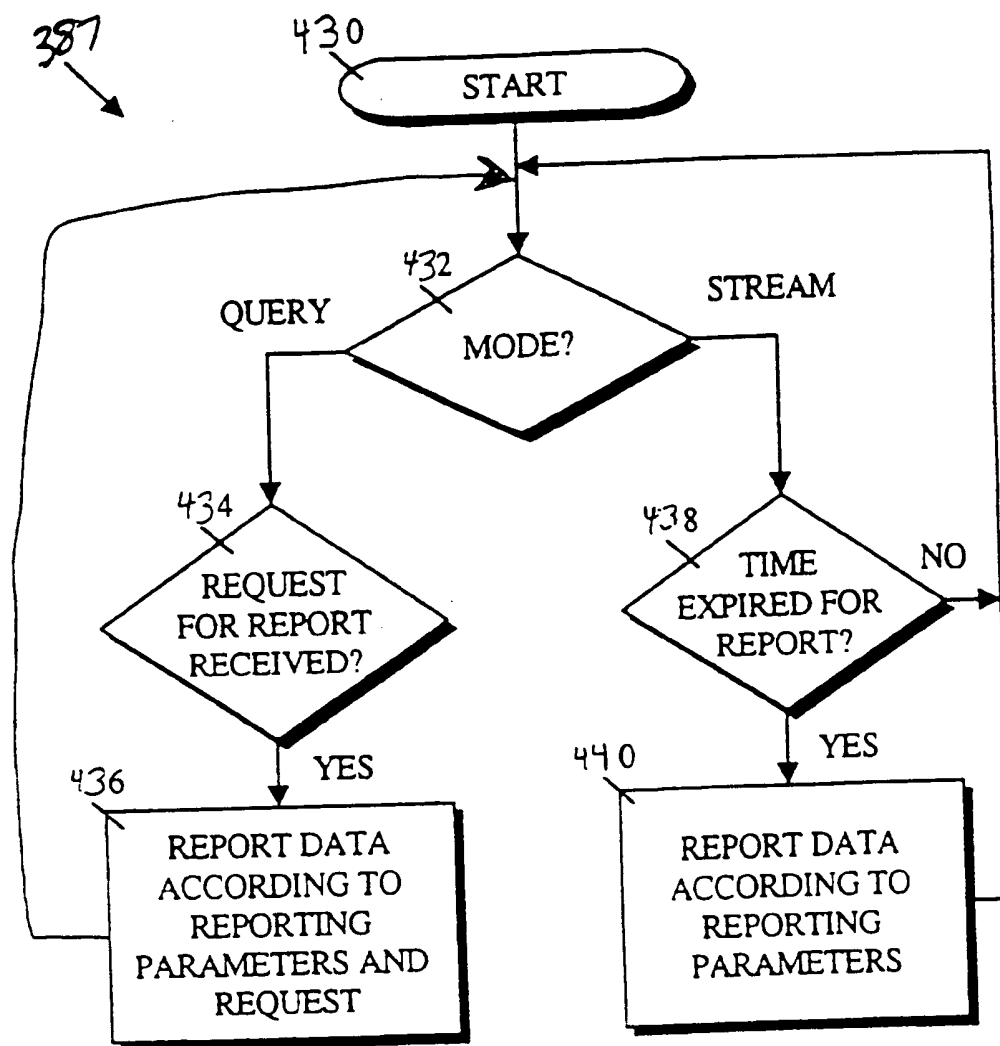 387
430
START
432
QUERY
STREAM
MODE?
434
REQUEST
FOR REPORT
RECEIVED?
438
TIME
EXPIRED FOR
REPORT?
NO
YES
YES
436
REPORT DATA
ACCORDING TO
REPORTING
PARAMETERS AND
REQUEST
440
REPORT DATA
ACCORDING TO
REPORTING
PARAMETERS